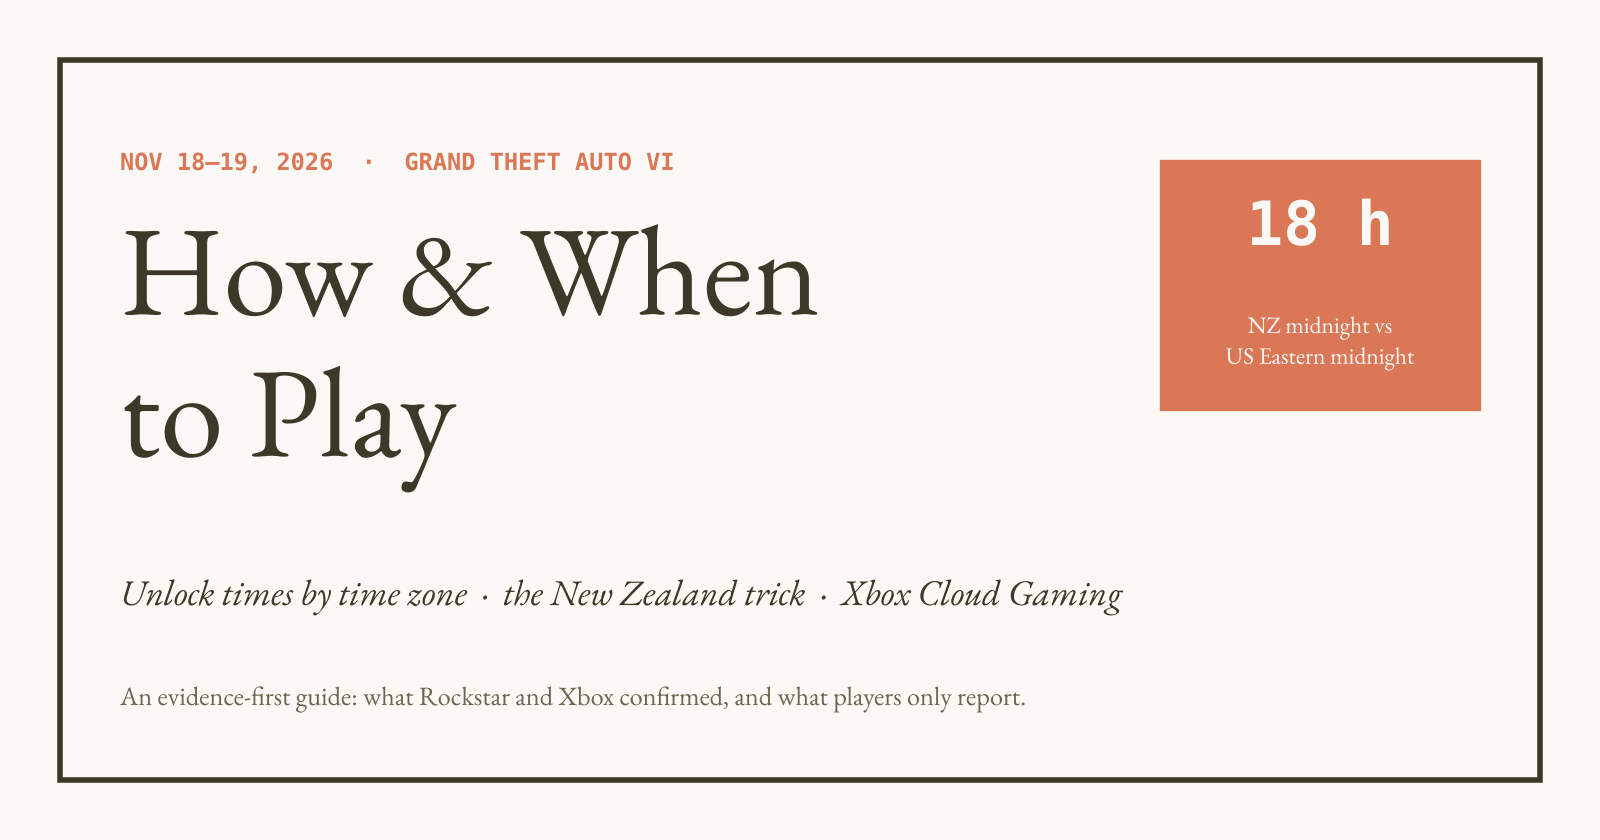 NOV 18–19, 2026 · GRAND THEFT AUTO VI
How & When
to Play
18 h
NZ midnight vs
US Eastern midnight
Unlock times by time zone · the New Zealand trick · Xbox Cloud Gaming
An evidence-first guide: what Rockstar and Xbox confirmed, and what players only report.